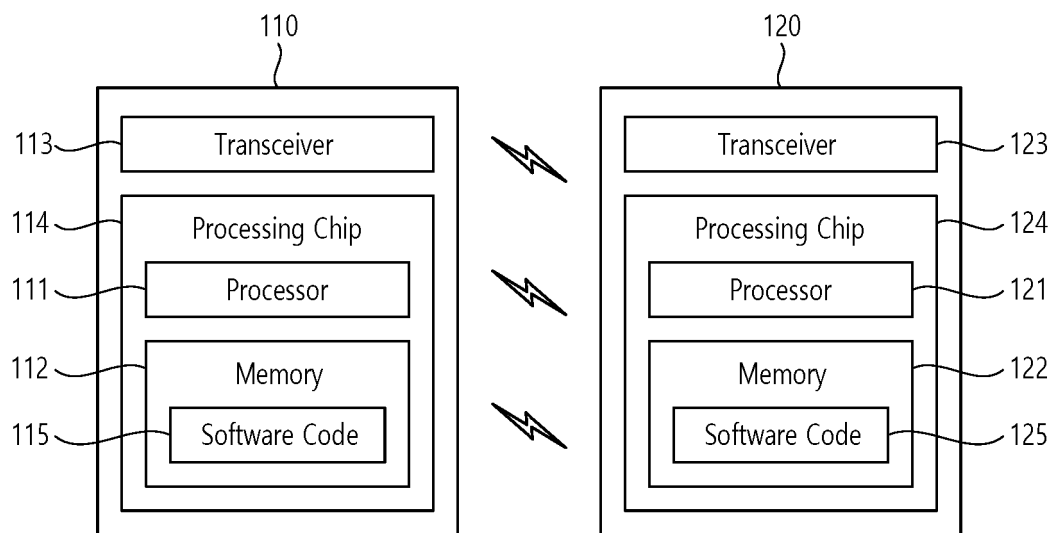 110
120
113
Transceiver
Transceiver
123
114
Processing Chip
Processing Chip
124
111
Processor
Processor
121
112
Memory
Memory
122
115
Software Code
Software Code
125